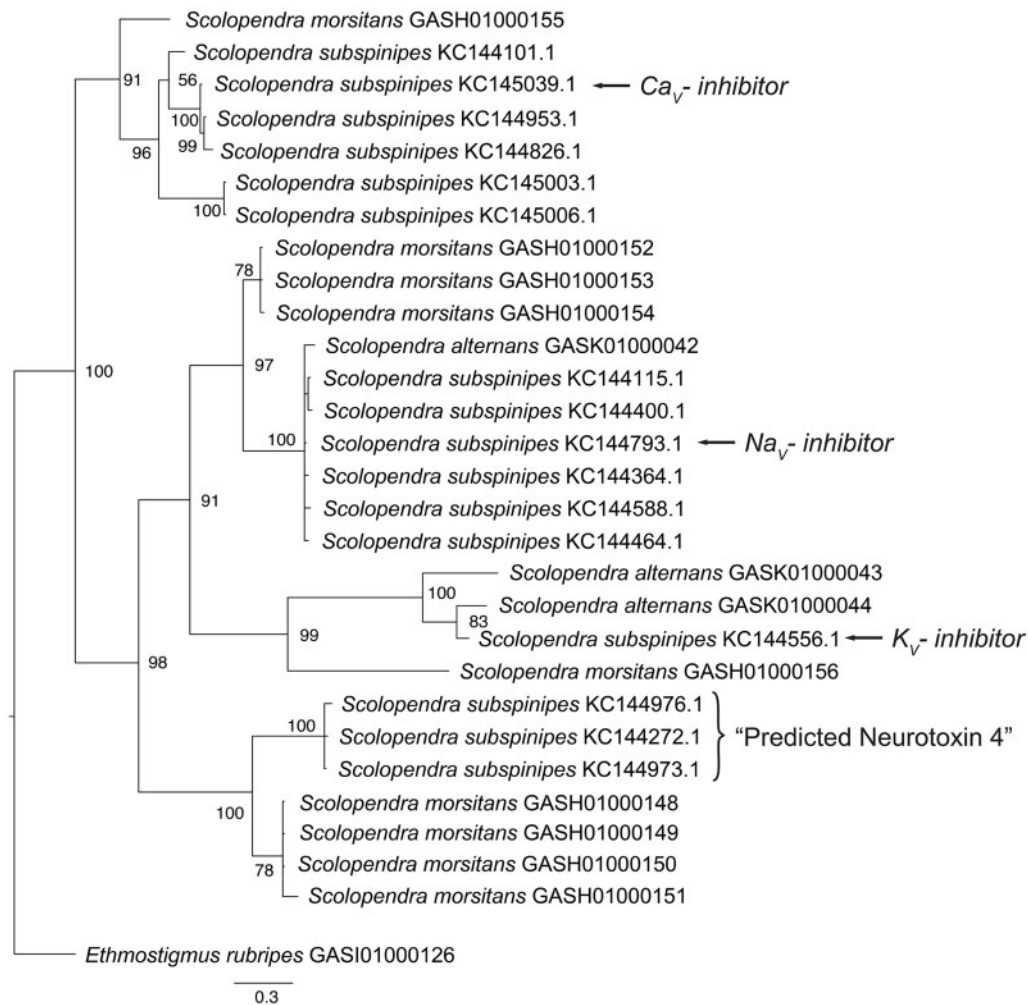 Scolopendra morsitans GASH01000155
Scolopendra subspinipes KC144101.1
91
56
Scolopendra subspinipes KC145039.1
Caᵥ- inhibitor
100
Scolopendra subspinipes KC144953.1
99
96
Scolopendra subspinipes KC144826.1
Scolopendra subspinipes KC145003.1
100
Scolopendra subspinipes KC145006.1
Scolopendra morsitans GASH01000152
78
Scolopendra morsitans GASH01000153
Scolopendra morsitans GASH01000154
Scolopendra alternans GASK01000042
97
100
Scolopendra subspinipes KC144115.1
Scolopendra subspinipes KC144400.1
100
Scolopendra subspinipes KC144793.1
Naᵥ- inhibitor
Scolopendra subspinipes KC144364.1
91
Scolopendra subspinipes KC144588.1
Scolopendra subspinipes KC144464.1
Scolopendra alternans GASK01000043
100
Scolopendra alternans GASK01000044
83
Scolopendra subspinipes KC144556.1
Kᵥ- inhibitor
99
98
Scolopendra morsitans GASH01000156
Scolopendra subspinipes KC144976.1
100
Scolopendra subspinipes KC144272.1
“Predicted Neurotoxin 4”
Scolopendra subspinipes KC144973.1
Scolopendra morsitans GASH01000148
100
Scolopendra morsitans GASH01000149
Scolopendra morsitans GASH01000150
78
Scolopendra morsitans GASH01000151
Ethmostigmus rubripes GASI01000126
0.3